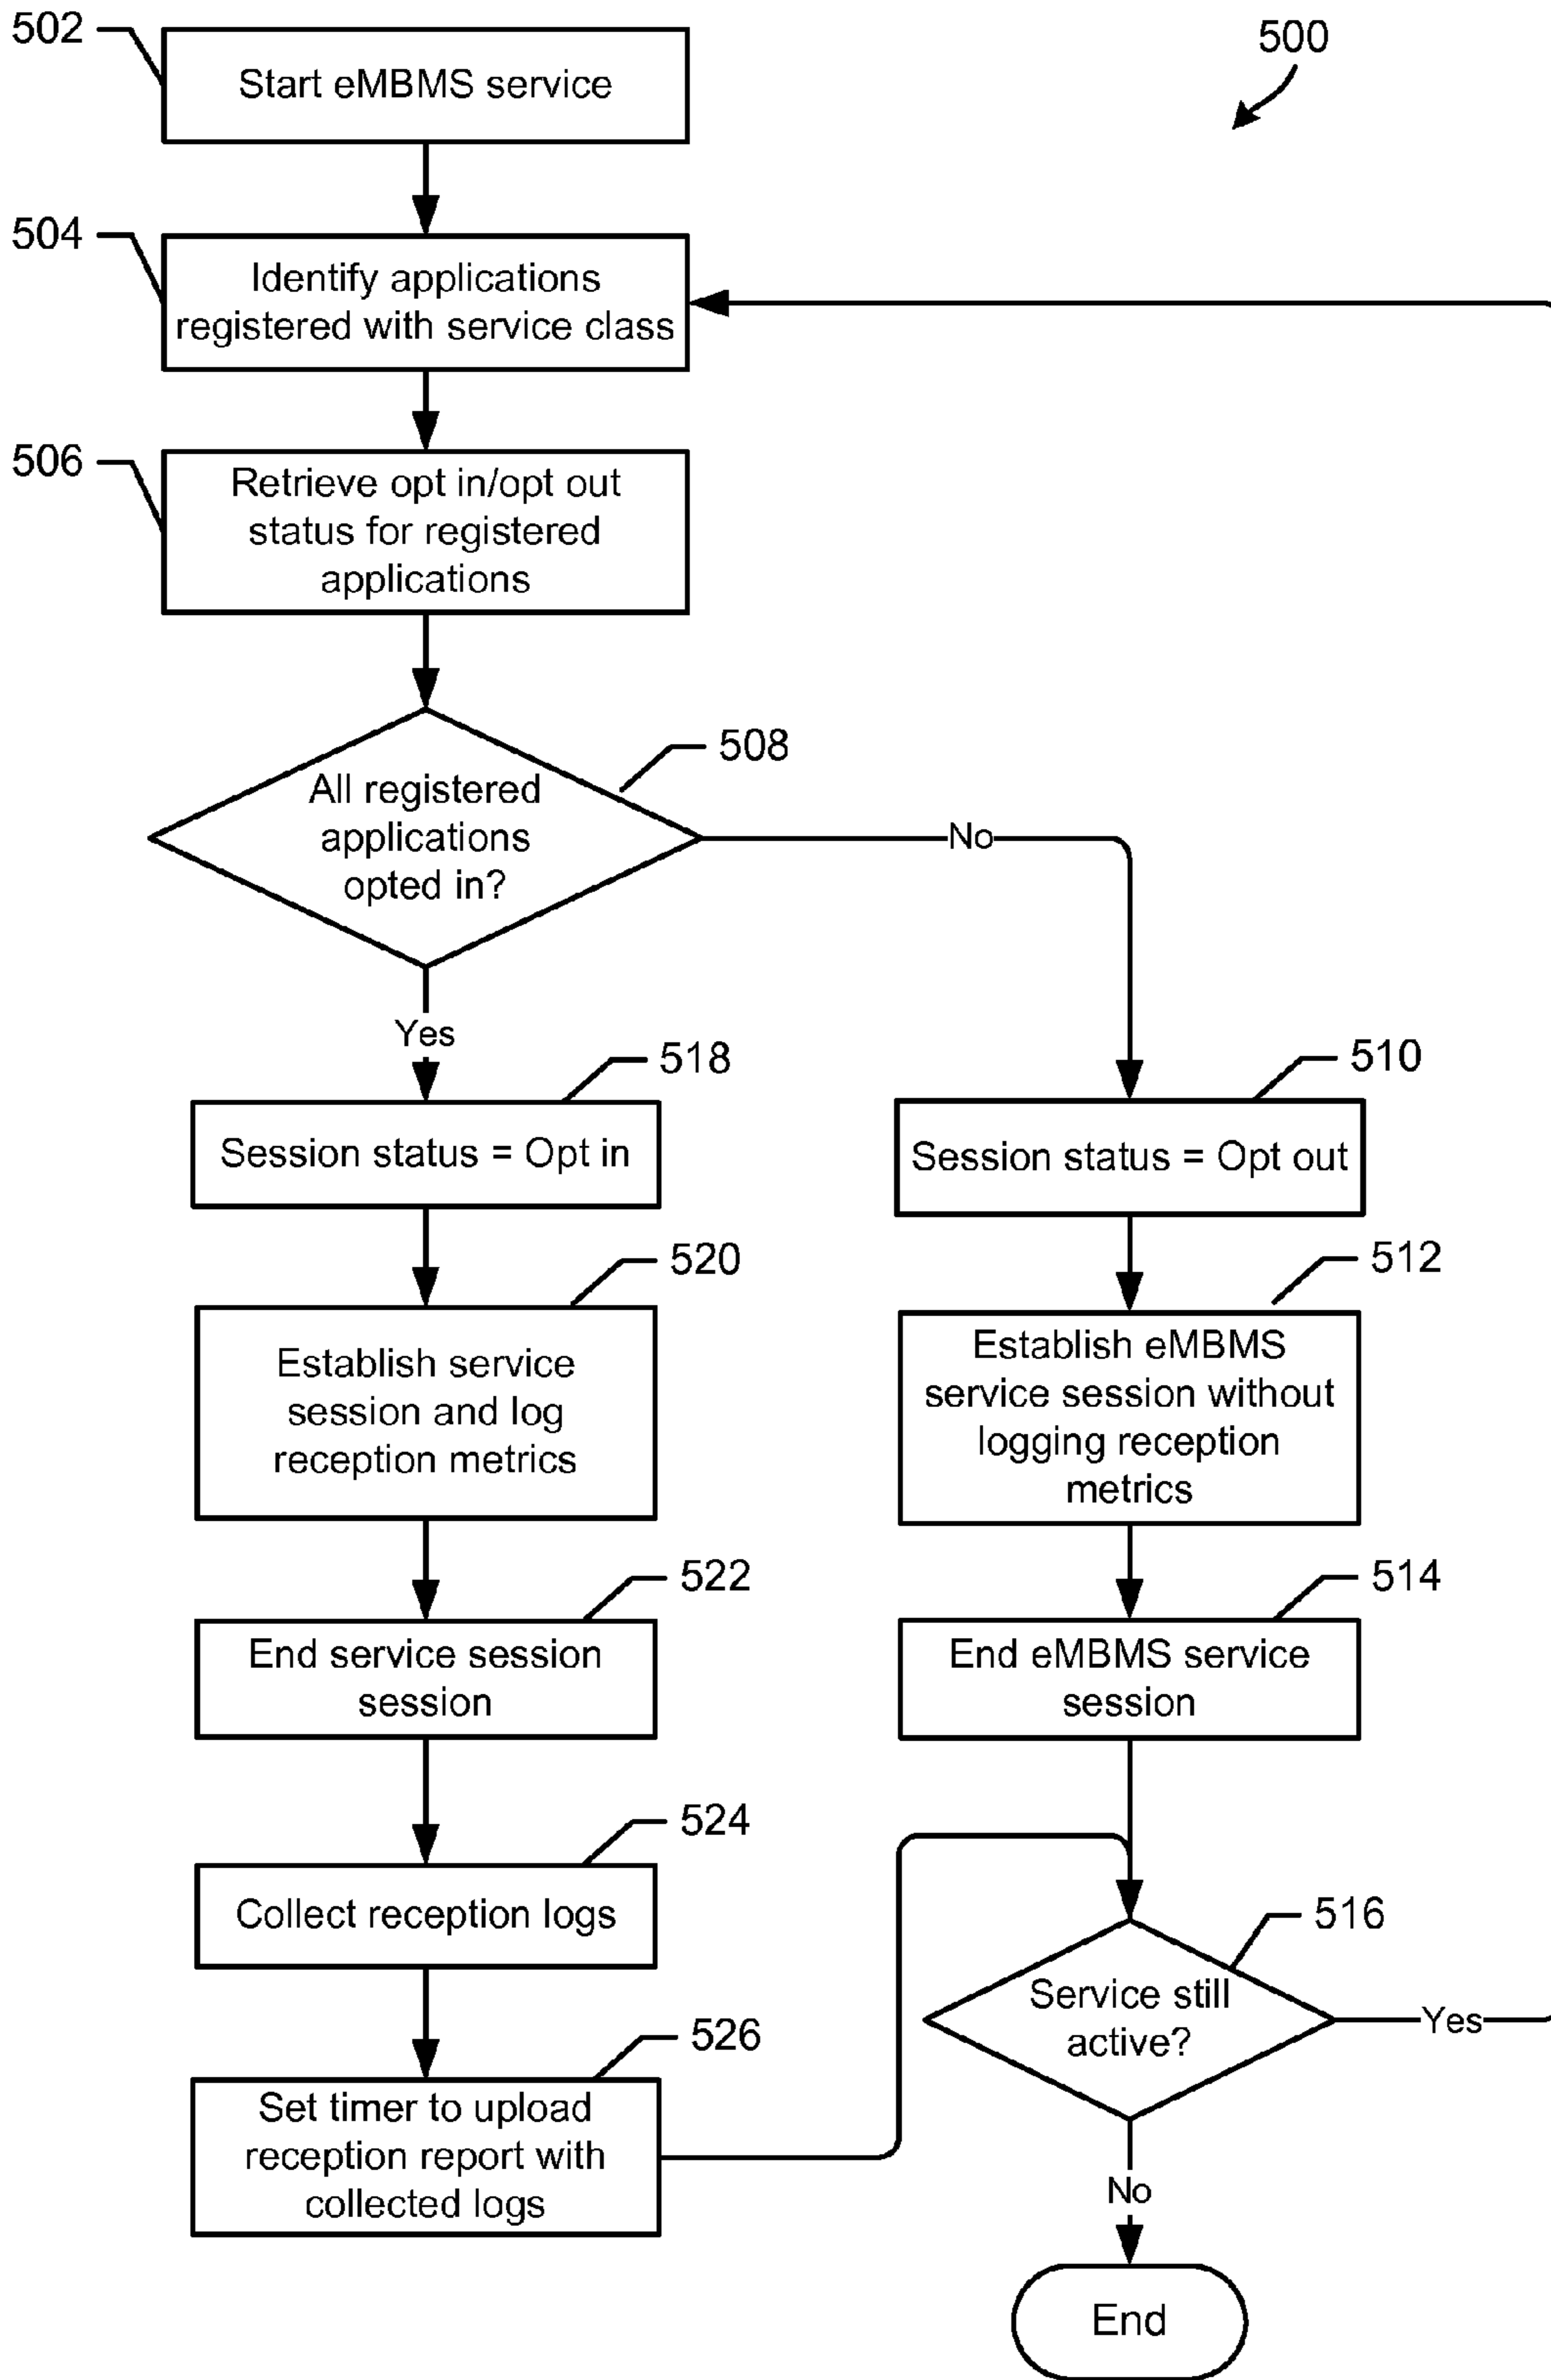 502
500
Start eMBMS service
504
Identify applications
registered with service class
506
Retrieve opt in/opt out
status for registered
applications
508
All registered
applications
opted in?
No
Yes
518
510
Session status = Opt in
Session status = Opt out
520
512
Establish service
session and log
reception metrics
Establish eMBMS
service session without
logging reception
metrics
522
514
End service session
session
End eMBMS service
session
524
Collect reception logs
516
Service still
active?
Yes
526
Set timer to upload
reception report with
collected logs
No
End